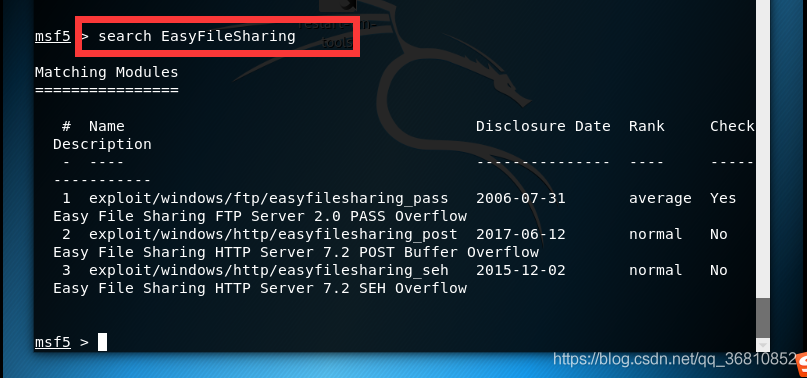 msf5 > search EasyFileSharing
Matching Modules
================
# Name Disclosure Date Rank Check
Description
- ---- --------------- ---- -----
-----------
1 exploit/windows/ftp/easyfilesharing_pass 2006-07-31 average Yes
Easy File Sharing FTP Server 2.0 PASS Overflow
2 exploit/windows/http/easyfilesharing_post 2017-06-12 normal No
Easy File Sharing HTTP Server 7.2 POST Buffer Overflow
3 exploit/windows/http/easyfilesharing_seh 2015-12-02 normal No
Easy File Sharing HTTP Server 7.2 SEH Overflow
msf5 >
https://blog.csdn.net/qq_36810852